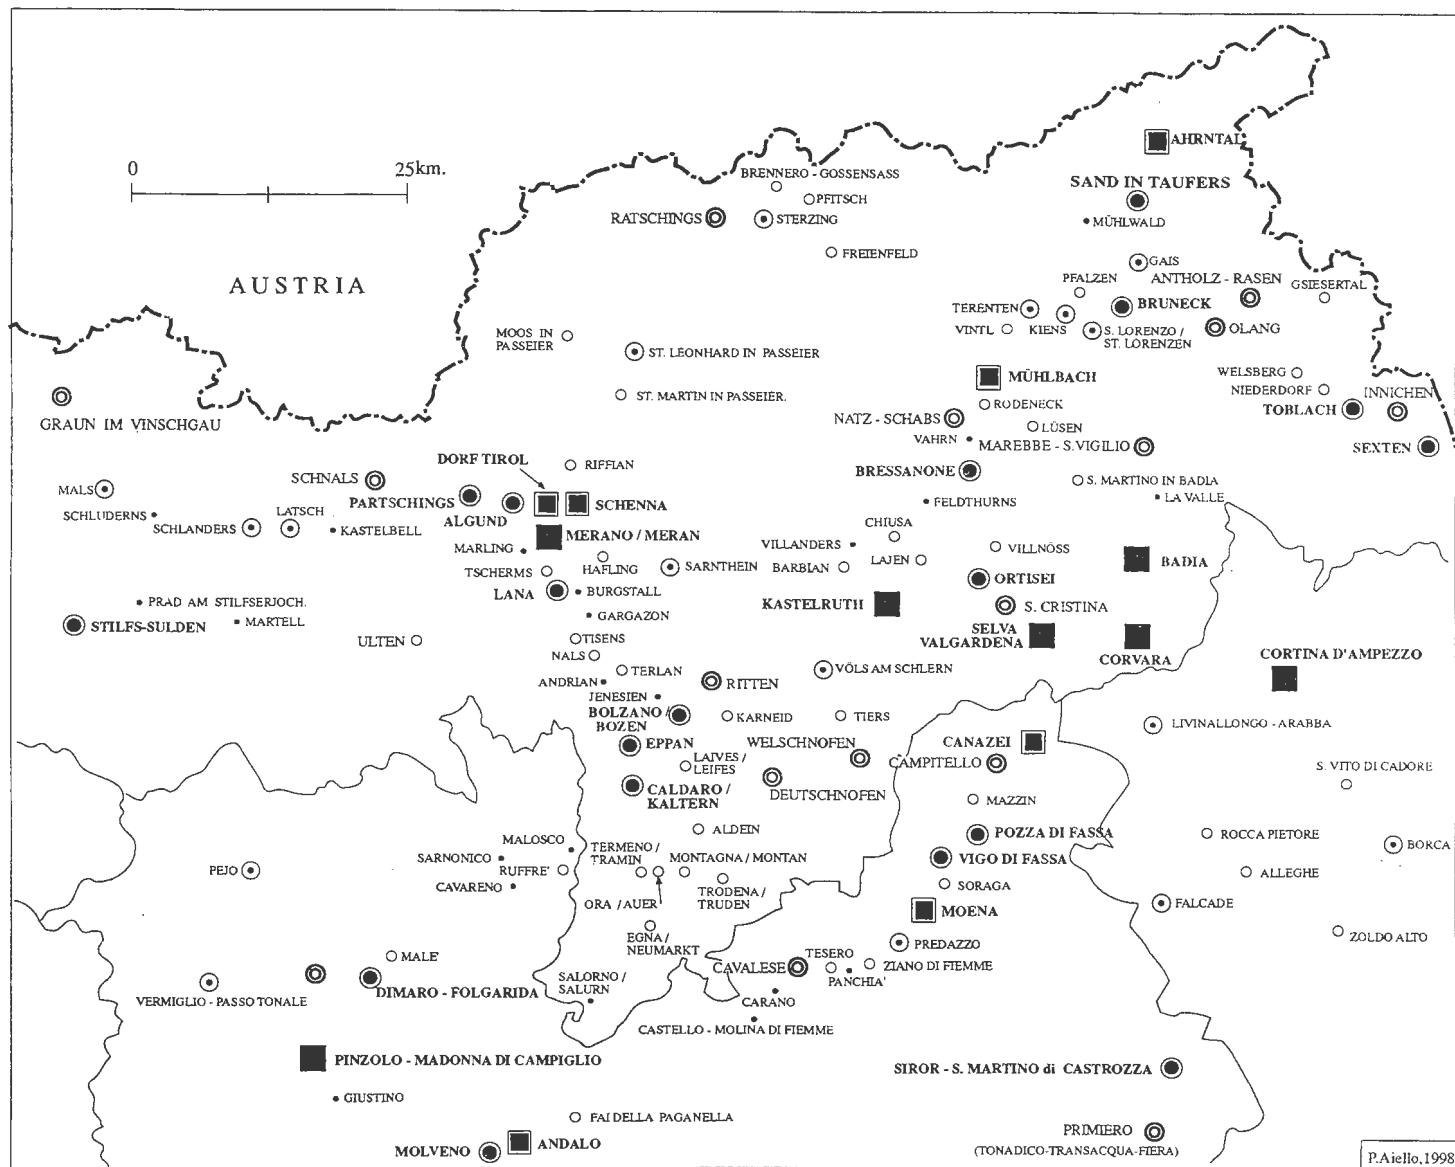 AHRNTAL
0 25km.
BRENNERO - GOSSENSASS
SAND IN TAUFERS
PFITSCH
RATSCHINGS
STERZING
MÜHLWALD
FREIENFELD
GAIS
AUSTRIA
PFALZEN
ANTHOLZ - RASEN
GSIESERTAL
TERENTEN
BRUNECK
VINTL
KIENS
S. LORENZO /
ST. LORENZEN
OLANG
MOOS IN
PASSEIER
ST. LEONHARD IN PASSEIER
MÜHLBACH
WELSBERG
NIEDERDORF
INNICHEN
ST. MARTIN IN PASSEIER.
RODENECK
TOBLACH
GRAUN IM VINSCHGAU
NATZ - SCHABS
LÜSEN
VAHRN
MAREBBE - S.VIGILIO
SEXTEN
DORF TIROL
RIFFIAN
BRESSANONE
SCHNALS
S. MARTINO IN BADIA
MALS
PARTSCHINGS
SCHENNA
FELDTHURNS
LA VALLE
SCHLUDERNS
LATSCH
ALGUND
SCHLANDERS
KASTELBELL
CHIUSA
MERANO / MERAN
MARLING
VILLANDERS
VILLNÖSS
HAFLING
SARNTHEIN
BARBIAN
LAJEN
BADIA
TSCHERMS
ORTISEI
LANA
BURGSTALL
PRAD AM STILFSERJOCH.
KASTELRUTH
S. CRISTINA
STILFS-SULDEN
MARTELL
GARGAZON
SELVA
VALGARDENA
ULTEN
TISENS
NALS
CORVARA
CORTINA D'AMPEZZO
TERLAN
VÖLS AM SCHLERN
ANDRIAN
RITTEN
JENESIEN
BOLZANO /
BOZEN
KARNEID
TIERS
LIVINALLONGO - ARABBA
EPPAN
WELSCHNOFEN
CANAZEI
LAIVES /
LEIFES
CAMPITELLO
S. VITO DI CADORE
CALDARO /
KALTERN
DEUTSCHNOFEN
MAZZIN
ALDEIN
POZZA DI FASSA
ROCCA PIETORE
MALOSCO
TERMENO /
TRAMIN
BORCA
SARNONICO
MONTAGNA / MONTAN
VIGO DI FASSA
PEJO
RUFFRE'
ALLEGHE
CAVARENO
TRODENA /
TRUDEN
SORAGA
ORA / AUER
MOENA
FALCADE
EGNA /
NEUMARKT
PREDAZZO
ZOLDO ALTO
MALE'
TESERO
ZIANO DI FIEMME
CAVALESE
PANCHIA'
SALORNO /
SALURN
DIMARO - FOLGARIDA
VERMIGLIO - PASSO TONALE
CARANO
CASTELLO - MOLINA DI FIEMME
PINZOLO - MADONNA DI CAMPIGLIO
SIROR - S. MARTINO di CASTROZZA
GIUSTINO
FAI DELLA PAGANELLA
PRIMIERO
(TONADICO-TRANSACQUA-FIERA)
MOLVENO
ANDALO
P.Aiello,1998